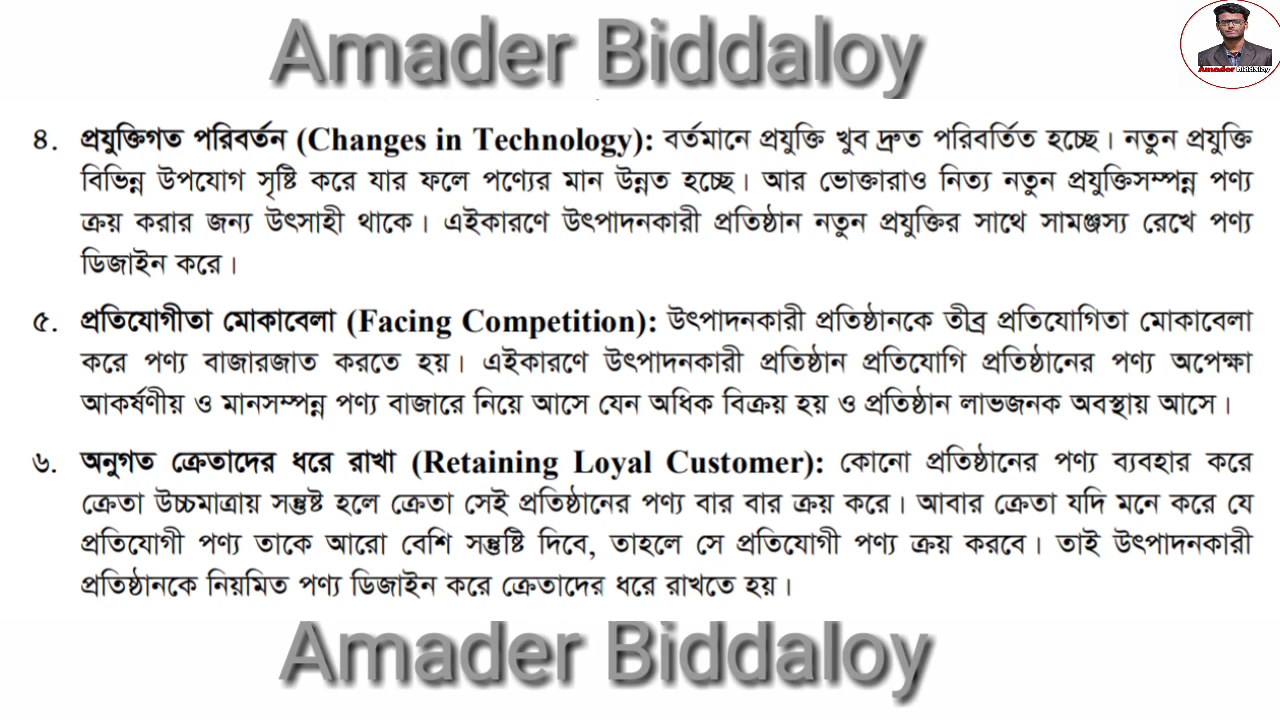 Amader Biddaloy
Amader Biddaloy
৪. প্রযুক্তিগত পরিবর্তন (Changes in Technology): বর্তমানে প্রযুক্তি খুব দ্রুত পরিবর্তিত হচ্ছে। নতুন প্রযুক্তি
বিভিন্ন উপযোগ সৃষ্টি করে যার ফলে পণ্যের মান উন্নত হচ্ছে। আর ভোক্তারাও নিত্য নতুন প্রযুক্তিসম্পন্ন পণ্য
ক্রয় করার জন্য উৎসাহী থাকে। এইকারণে উৎপাদনকারী প্রতিষ্ঠান নতুন প্রযুক্তির সাথে সামঞ্জস্য রেখে পণ্য
ডিজাইন করে।
৫. প্রতিযোগীতা মোকাবেলা (Facing Competition): উৎপাদনকারী প্রতিষ্ঠানকে তীব্র প্রতিযোগিতা মোকাবেলা
করে পণ্য বাজারজাত করতে হয়। এইকারণে উৎপাদনকারী প্রতিষ্ঠান প্রতিযোগি প্রতিষ্ঠানের পণ্য অপেক্ষা
আকর্ষণীয় ও মানসম্পন্ন পণ্য বাজারে নিয়ে আসে যেন অধিক বিক্রয় হয় ও প্রতিষ্ঠান লাভজনক অবস্থায় আসে।
৬. অনুগত ক্রেতাদের ধরে রাখা (Retaining Loyal Customer): কোনো প্রতিষ্ঠানের পণ্য ব্যবহার করে
ক্রেতা উচ্চমাত্রায় সন্তুষ্ট হলে ক্রেতা সেই প্রতিষ্ঠানের পণ্য বার বার ক্রয় করে। আবার ক্রেতা যদি মনে করে যে
প্রতিযোগী পণ্য তাকে আরো বেশি সন্তুষ্টি দিবে, তাহলে সে প্রতিযোগী পণ্য ক্রয় করবে। তাই উৎপাদনকারী
প্রতিষ্ঠানকে নিয়মিত পণ্য ডিজাইন করে ক্রেতাদের ধরে রাখতে হয়।
Amader Biddaloy